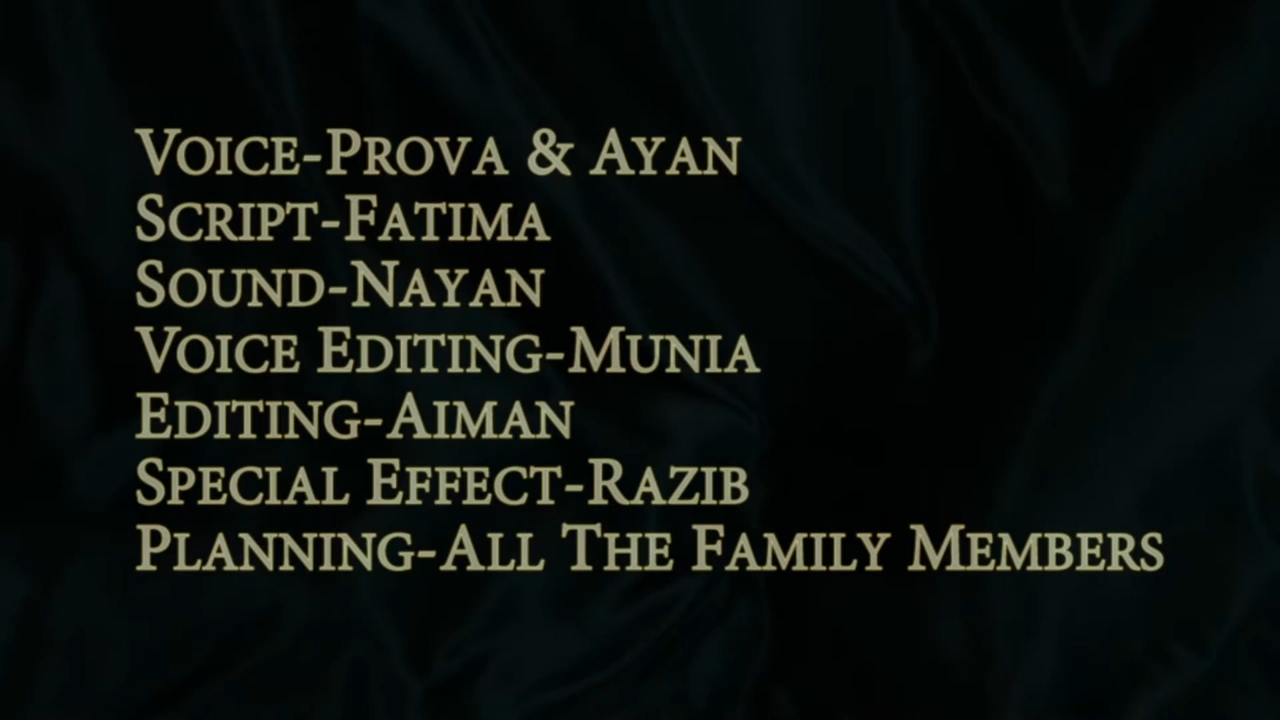 Voice-Prova & Ayan
Script-Fatima
Sound-Nayan
Voice Editing-Munia
Editing-Aiman
Special Effect-Razib
Planning-All The Family Members